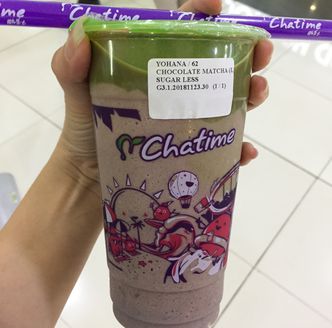 Chatime
Chatime
YOHANA / 62
CHOCOLATE MATCHA (L
SUGAR LESS
G3.1.20181123.30 (1/1)
Chatime